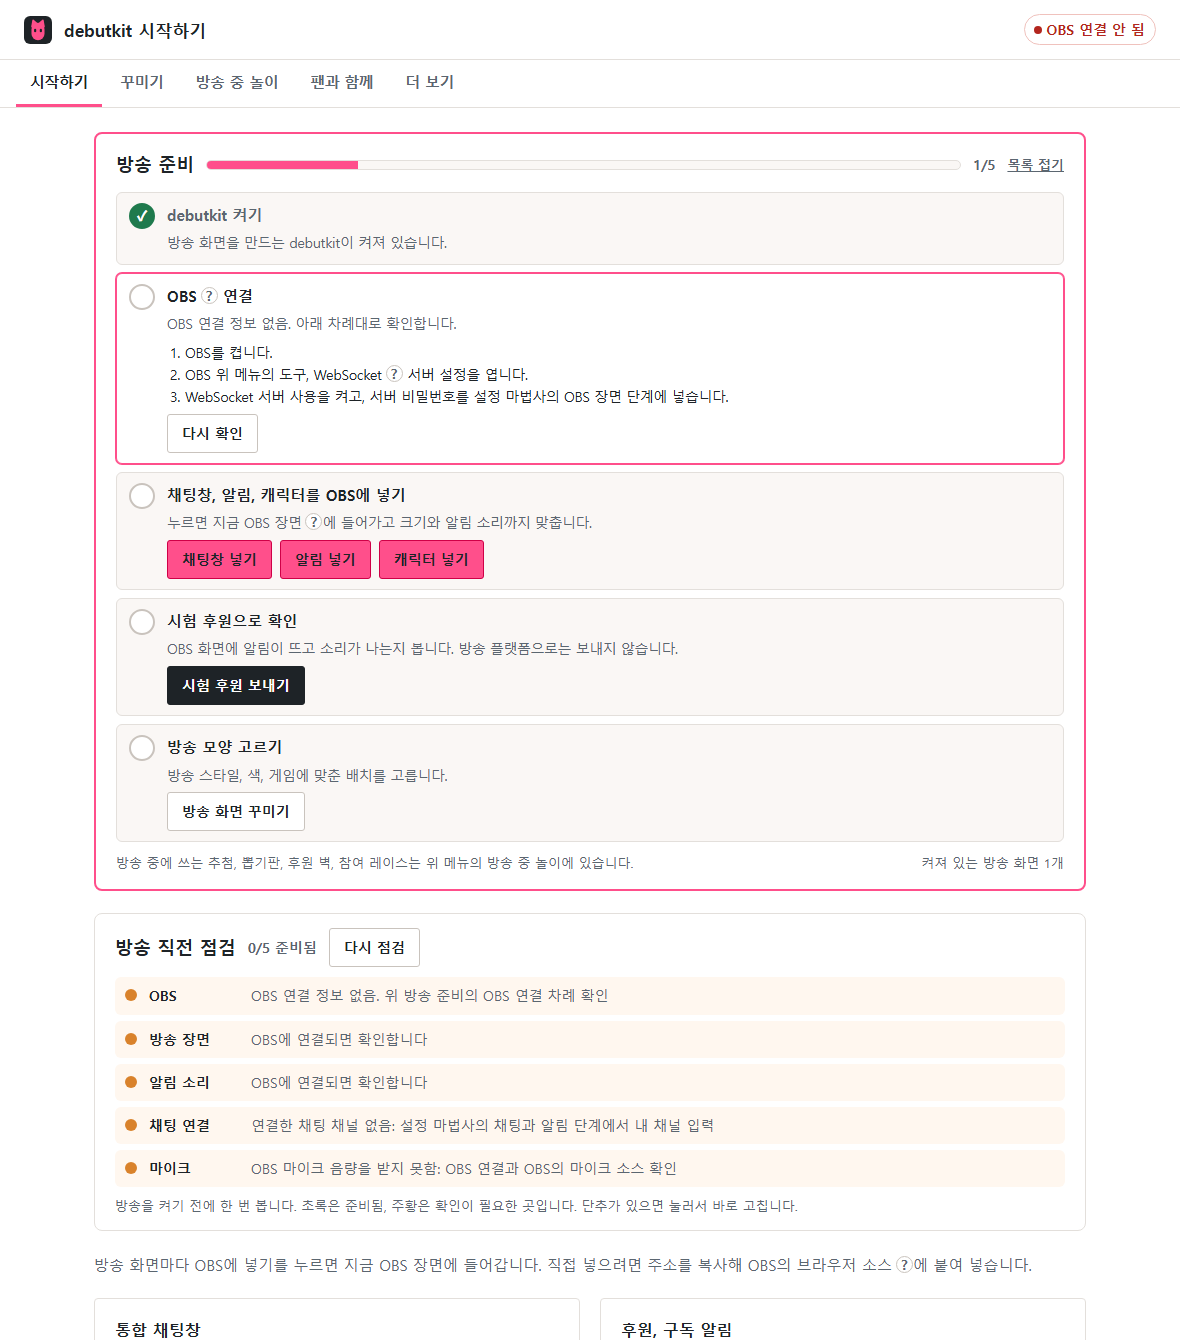 debutkit 시작하기
OBS 연결 안 됨
시작하기 꾸미기 방송 중 놀이 팬과 함께 더 보기
방송 준비 1/5 목록 접기
debutkit 켜기
방송 화면을 만드는 debutkit이 켜져 있습니다.
OBS ? 연결
OBS 연결 정보 없음. 아래 차례대로 확인합니다.
1. OBS를 켭니다.
2. OBS 위 메뉴의 도구, WebSocket ? 서버 설정을 엽니다.
3. WebSocket 서버 사용을 켜고, 서버 비밀번호를 설정 마법사의 OBS 장면 단계에 넣습니다.
다시 확인
채팅창, 알림, 캐릭터를 OBS에 넣기
누르면 지금 OBS 장면 ?에 들어가고 크기와 알림 소리까지 맞춥니다.
채팅창 넣기 알림 넣기 캐릭터 넣기
시험 후원으로 확인
OBS 화면에 알림이 뜨고 소리가 나는지 봅니다. 방송 플랫폼으로는 보내지 않습니다.
시험 후원 보내기
방송 모양 고르기
방송 스타일, 색, 게임에 맞춘 배치를 고릅니다.
방송 화면 꾸미기
방송 중에 쓰는 추첨, 뽑기판, 후원 벽, 참여 레이스는 위 메뉴의 방송 중 놀이에 있습니다. 켜져 있는 방송 화면 1개
방송 직전 점검 0/5 준비됨 다시 점검
OBS OBS 연결 정보 없음. 위 방송 준비의 OBS 연결 차례 확인
방송 장면 OBS에 연결되면 확인합니다
알림 소리 OBS에 연결되면 확인합니다
채팅 연결 연결한 채팅 채널 없음: 설정 마법사의 채팅과 알림 단계에서 내 채널 입력
마이크 OBS 마이크 음량을 받지 못함: OBS 연결과 OBS의 마이크 소스 확인
방송을 켜기 전에 한 번 봅니다. 초록은 준비됨, 주황은 확인이 필요한 곳입니다. 단추가 있으면 눌러서 바로 고칩니다.
방송 화면마다 OBS에 넣기를 누르면 지금 OBS 장면에 들어갑니다. 직접 넣으려면 주소를 복사해 OBS의 브라우저 소스 ?에 붙여 넣습니다.
통합 채팅창 후원, 구독 알림